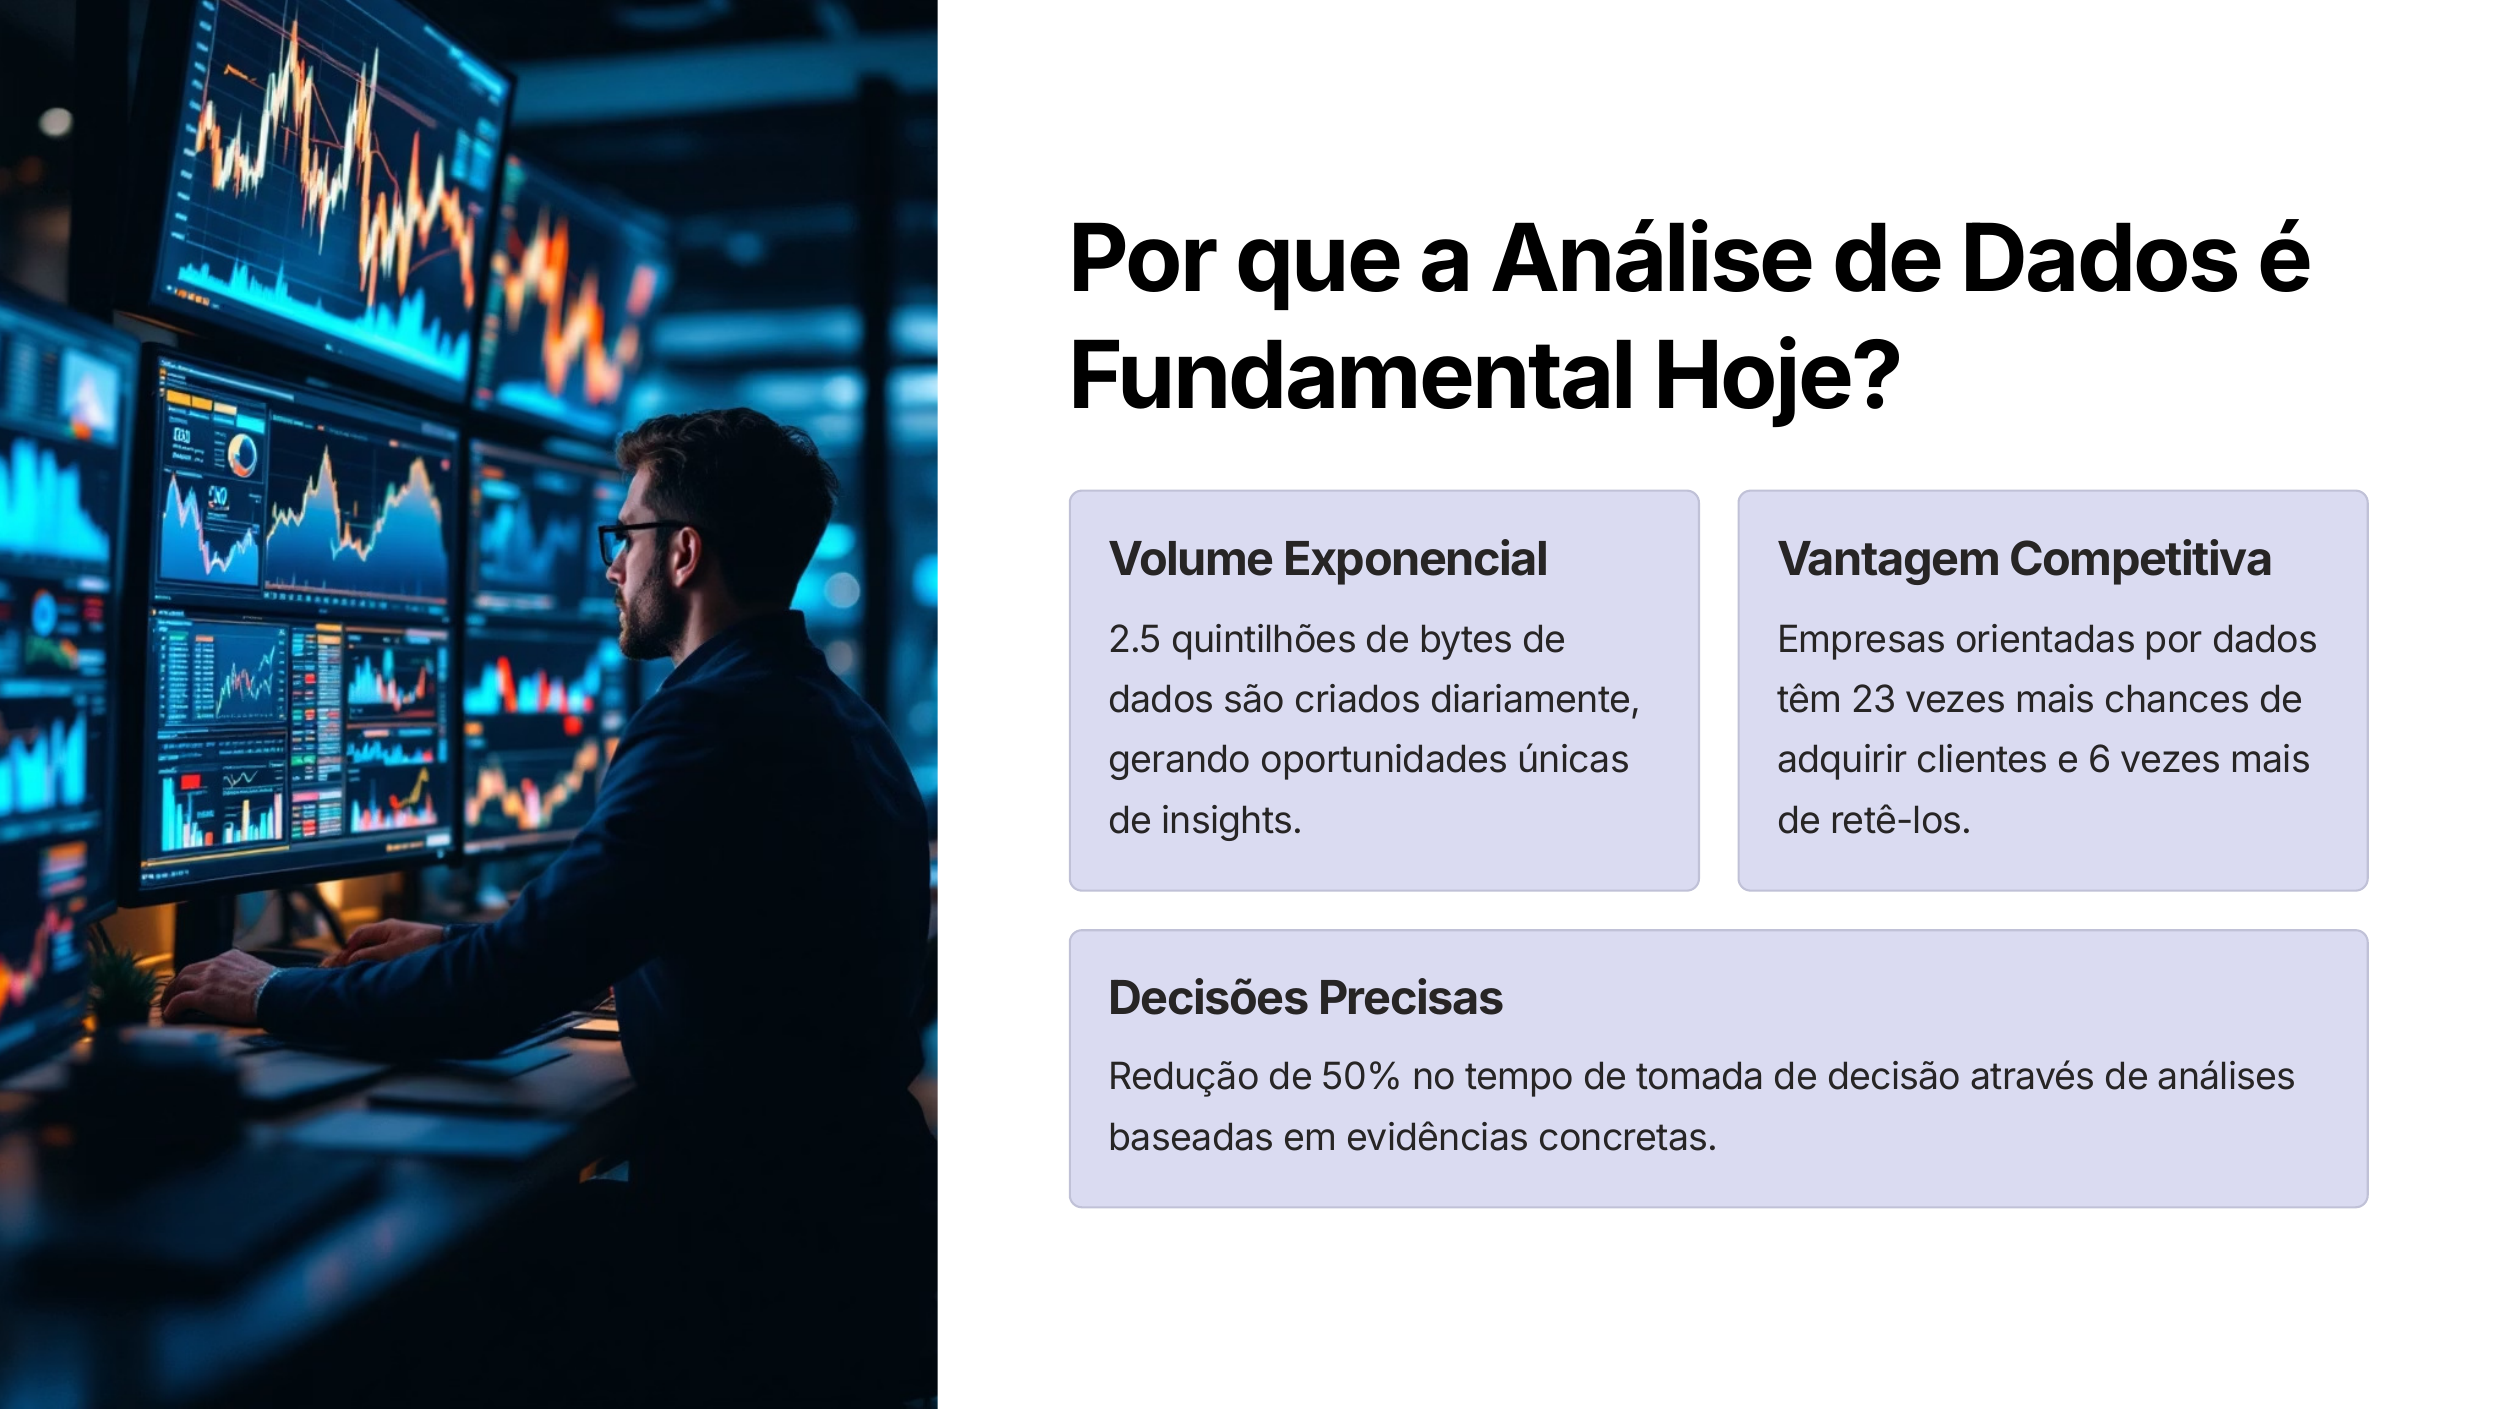 Por que a Análise de Dados é
Fundamental Hoje?
Volume Exponencial
2.5 quintilhões de bytes de
dados são criados diariamente,
gerando oportunidades únicas
de insights.
Vantagem Competitiva
Empresas orientadas por dados
têm 23 vezes mais chances de
adquirir clientes e 6 vezes mais
de retê-los.
Decisões Precisas
Redução de 50% no tempo de tomada de decisão através de análises
baseadas em evidências concretas.